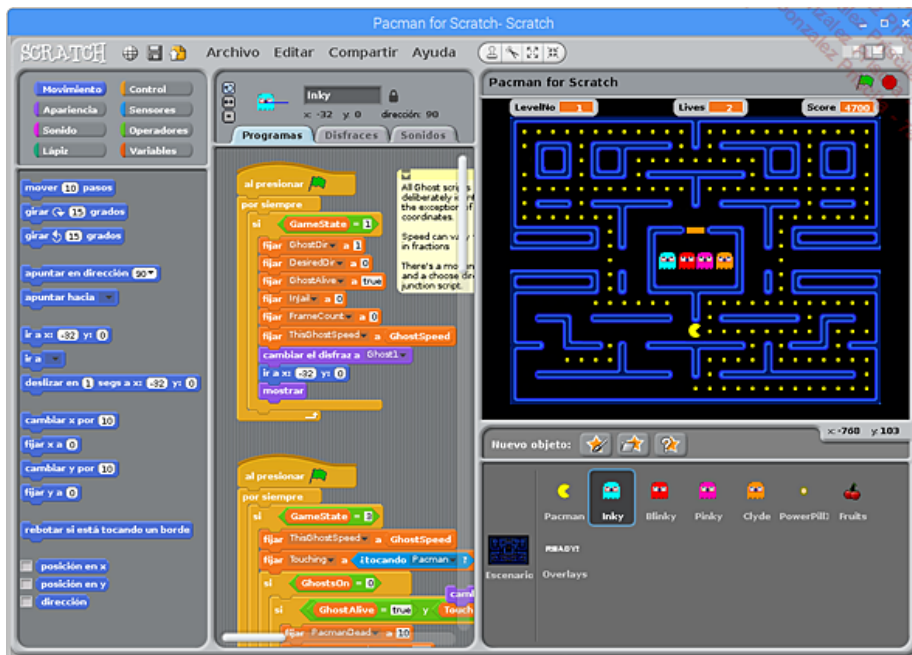 Pacman for Scratch- Scratch
SCRATCH Archivo Editar Compartir Ayuda
Movimiento Control
Apariencia Sensores
Sonido Operadores
Lápiz Variables
mover 10 pasos
girar 15 grados
girar 15 grados
apuntar en dirección 90
apuntar hacia
ir a x: -32 y: 0
ir a
deslizar en 1 segs a x: -32 y: 0
cambiar x por 10
fijar x a 0
cambiar y por 10
fijar y a 0
rebotar si está tocando un borde
posición en x
posición en y
dirección
Inky
x: -32 y: 0 dirección: 90
Programas Disfraces Sonidos
al presionar
por siempre
si GameState = 1
fijar GhostDir a 1
fijar DesiredDir a 0
fijar GhostAlive a true
fijar InJail a 0
fijar FrameCount a 0
fijar ThisGhostSpeed a GhostSpeed
cambiar el disfraz a Ghost1
ir a x: -32 y: 0
mostrar
All Ghost scrip
deliberately
the exception of
coordinates.
Speed can vary
in fractions
There's a
and a choose
junction script.
al presionar
por siempre
si GameState = 3
fijar ThisGhostSpeed a GhostSpeed
fijar Touching a ¿tocando Pacman ?
si GhostsOn = 0
camb
si GhostAlive = true y Touch
fijar PacmanDead a 10
Pacman for Scratch
LevelNo 1 Lives 2 Score 4700
x: -760 y: 103
Nuevo objeto:
Pacman Inky Blinky Pinky Clyde Fruits
READY!
Escenario Overlays